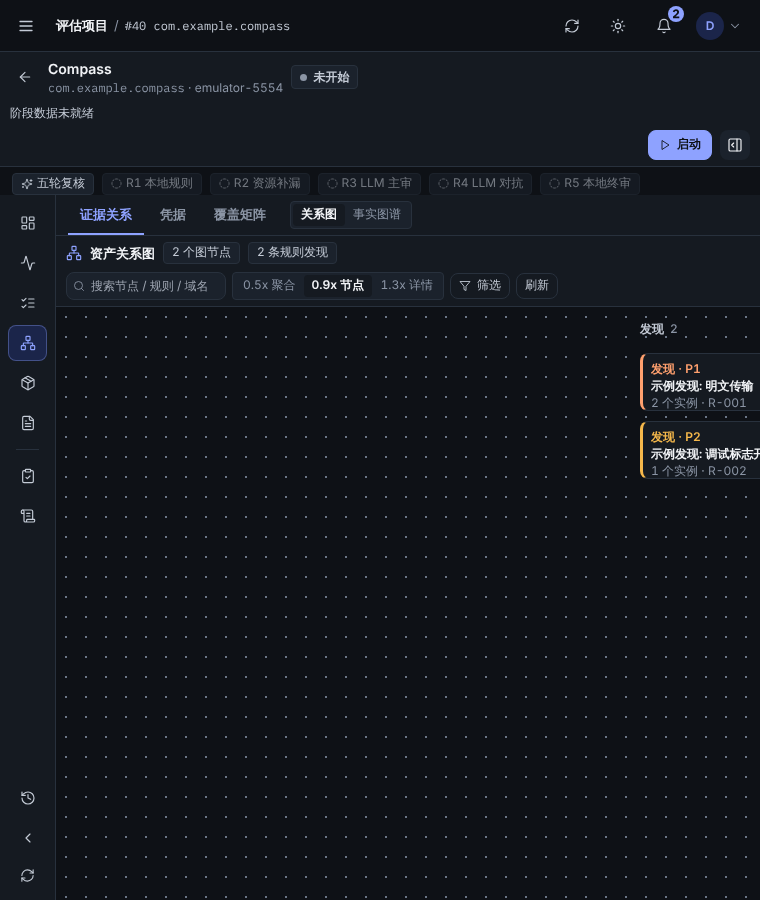 评估项目 / #40 com.example.compass
2
D
Compass
com.example.compass · emulator-5554
未开始
阶段数据未就绪
启动
五轮复核
R1 本地规则
R2 资源补漏
R3 LLM 主审
R4 LLM 对抗
R5 本地终审
证据关系
凭据
覆盖矩阵
关系图
事实图谱
资产关系图
2 个图节点
2 条规则发现
搜索节点 / 规则 / 域名
0.5x 聚合
0.9x 节点
1.3x 详情
筛选
刷新
发现 2
发现 · P1
示例发现: 明文传输
2 个实例 · R-001
发现 · P2
示例发现: 调试标志
1 个实例 · R-002